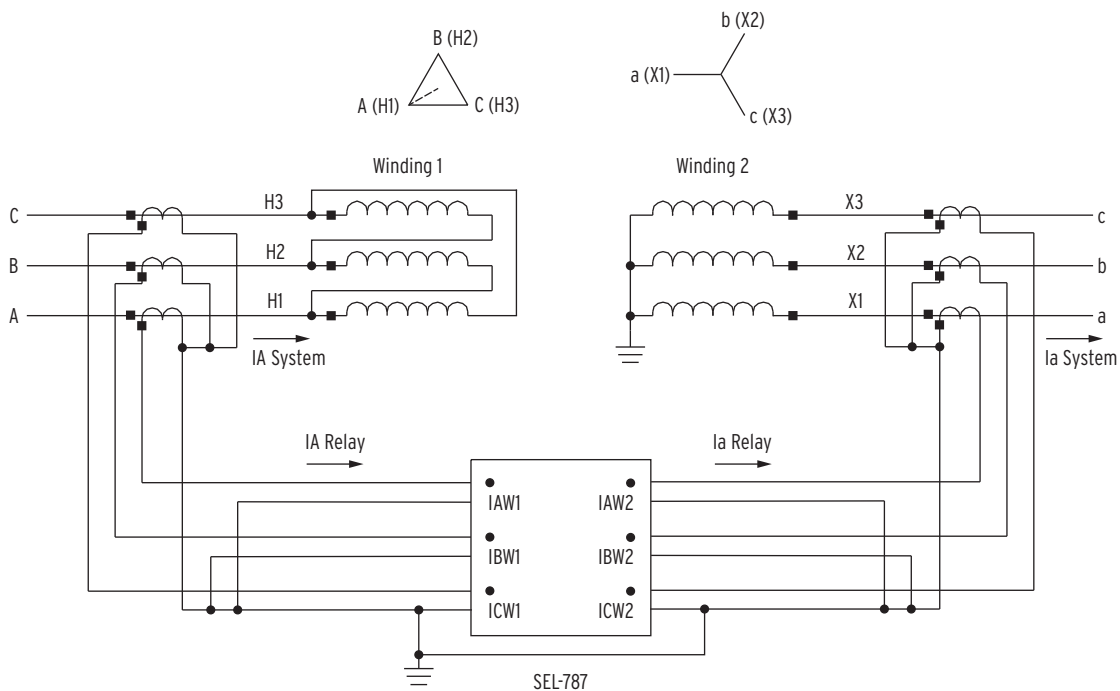 B (H2)
A (H1)
C (H3)
b (X2)
a (X1)
c (X3)
Winding 1
Winding 2
C
H3
X3
c
B
H2
X2
b
A
H1
X1
a
IA System
Ia System
IA Relay
Ia Relay
IAW1
IAW2
IBW1
IBW2
ICW1
ICW2
SEL-787